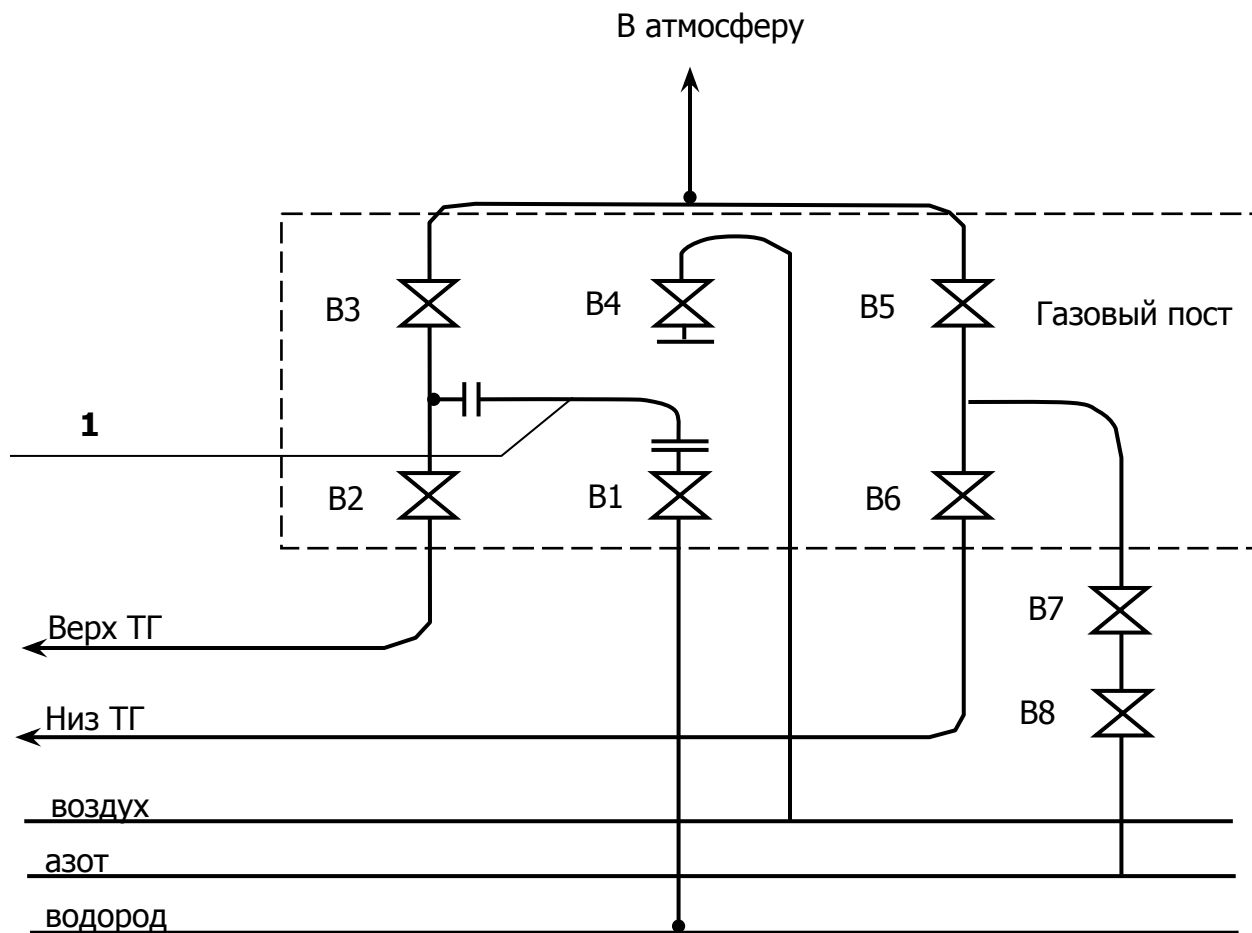 В атмосферу
В3
В4
В5
Газовый пост
1
В2
В1
В6
Верх ТГ
В7
Низ ТГ
В8
воздух
азот
водород